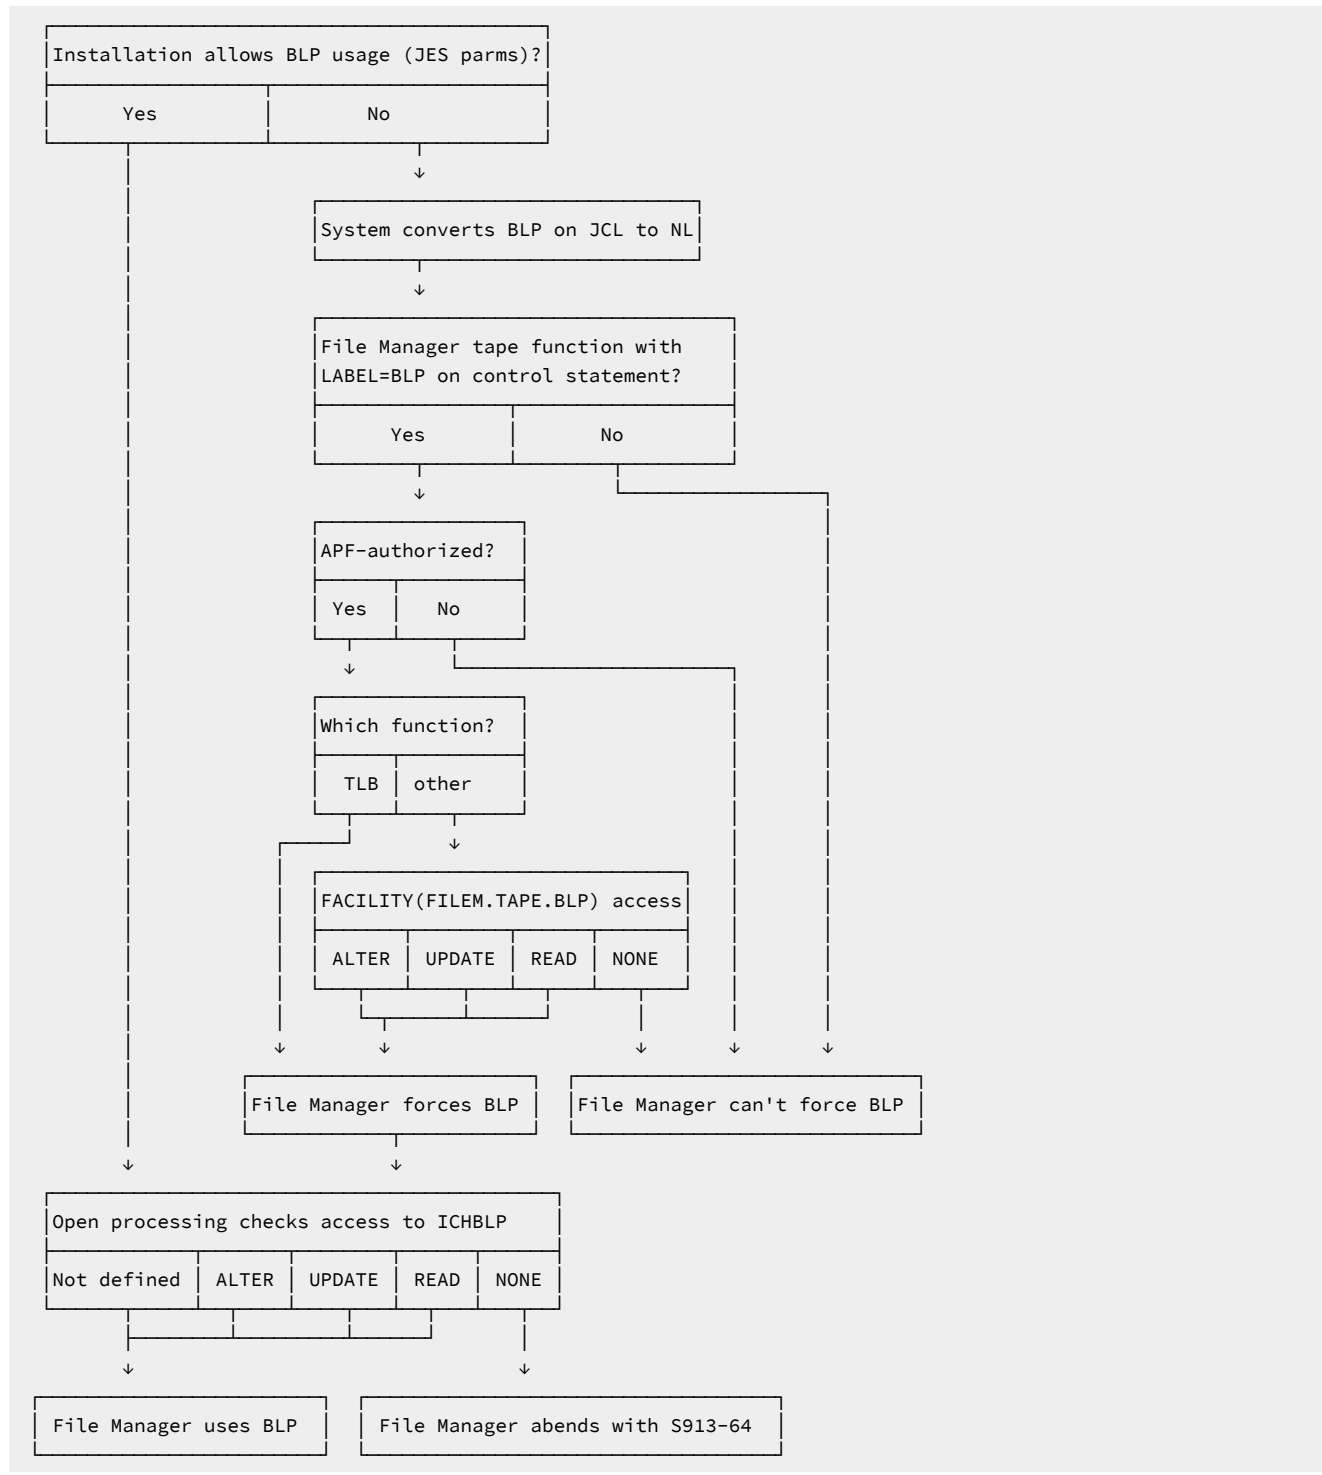 Installation allows BLP usage (JES parms)?
Yes No
System converts BLP on JCL to NL
File Manager tape function with
LABEL=BLP on control statement?
Yes No
APF-authorized?
Yes No
Which function?
TLB other
FACILITY(FILEM.TAPE.BLP) access
ALTER UPDATE READ NONE
File Manager forces BLP File Manager can't force BLP
Open processing checks access to ICHBLP
Not defined ALTER UPDATE READ NONE
File Manager uses BLP File Manager abends with S913-64